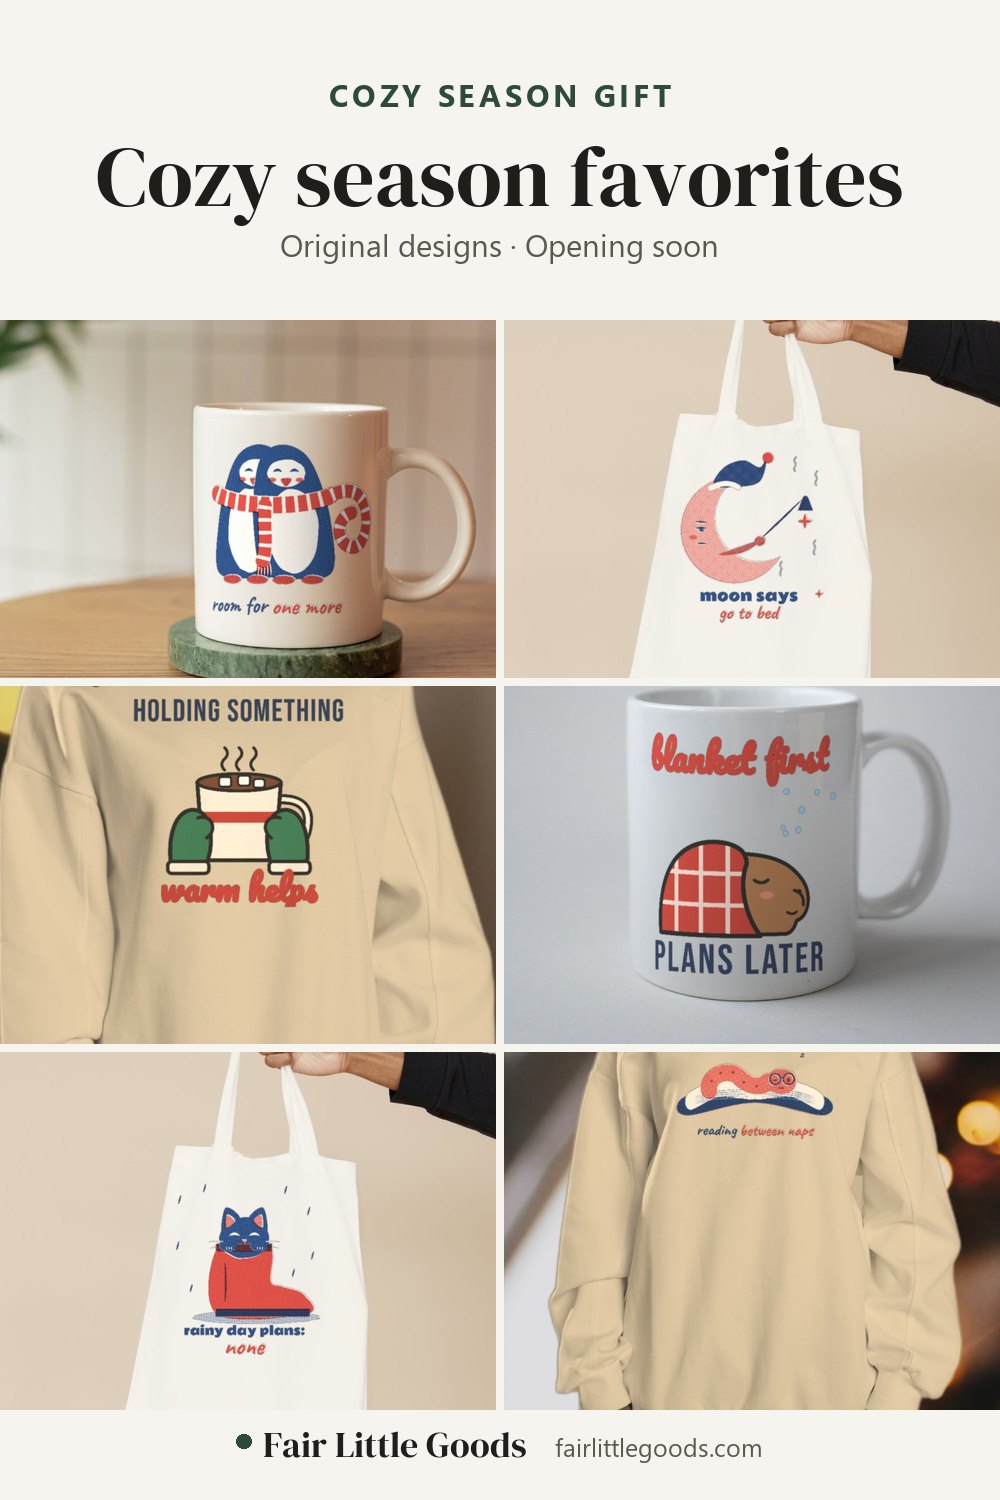 COZY SEASON GIFT
Cozy season favorites
Original designs · Opening soon
room for one more
moon says
go to bed
HOLDING SOMETHING
warm helps
blanket first
PLANS LATER
rainy day plans:
none
z
reading between naps
Fair Little Goods
fairlittlegoods.com